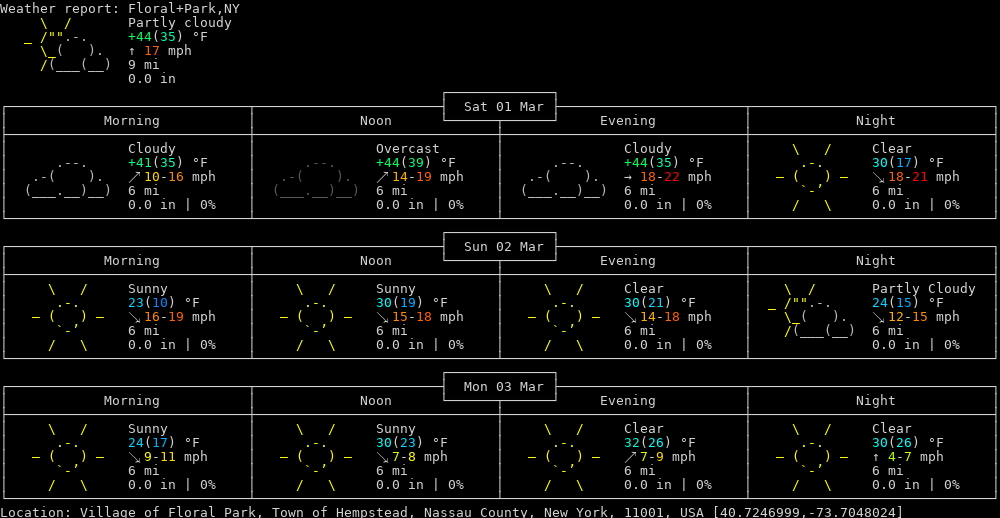 Weather report: Floral+Park,NY
Partly cloudy
+44(35) °F
↑ 17 mph
9 mi
0.0 in
Sat 01 Mar
Morning Noon Evening Night
Cloudy Overcast Cloudy Clear
+41(35) °F +44(39) °F +44(35) °F 30(17) °F
↗ 10-16 mph ↗ 14-19 mph → 18-22 mph ↘ 18-21 mph
6 mi 6 mi 6 mi 6 mi
0.0 in | 0% 0.0 in | 0% 0.0 in | 0% 0.0 in | 0%
Sun 02 Mar
Morning Noon Evening Night
Sunny Sunny Clear Partly Cloudy
23(10) °F 30(19) °F 30(21) °F 24(15) °F
↘ 16-19 mph ↘ 15-18 mph ↘ 14-18 mph ↘ 12-15 mph
6 mi 6 mi 6 mi 6 mi
0.0 in | 0% 0.0 in | 0% 0.0 in | 0% 0.0 in | 0%
Mon 03 Mar
Morning Noon Evening Night
Sunny Sunny Clear Clear
24(17) °F 30(23) °F 32(26) °F 30(26) °F
↘ 9-11 mph ↘ 7-8 mph ↗ 7-9 mph ↑ 4-7 mph
6 mi 6 mi 6 mi 6 mi
0.0 in | 0% 0.0 in | 0% 0.0 in | 0% 0.0 in | 0%
Location: Village of Floral Park, Town of Hempstead, Nassau County, New York, 11001, USA [40.7246999,-73.7048024]